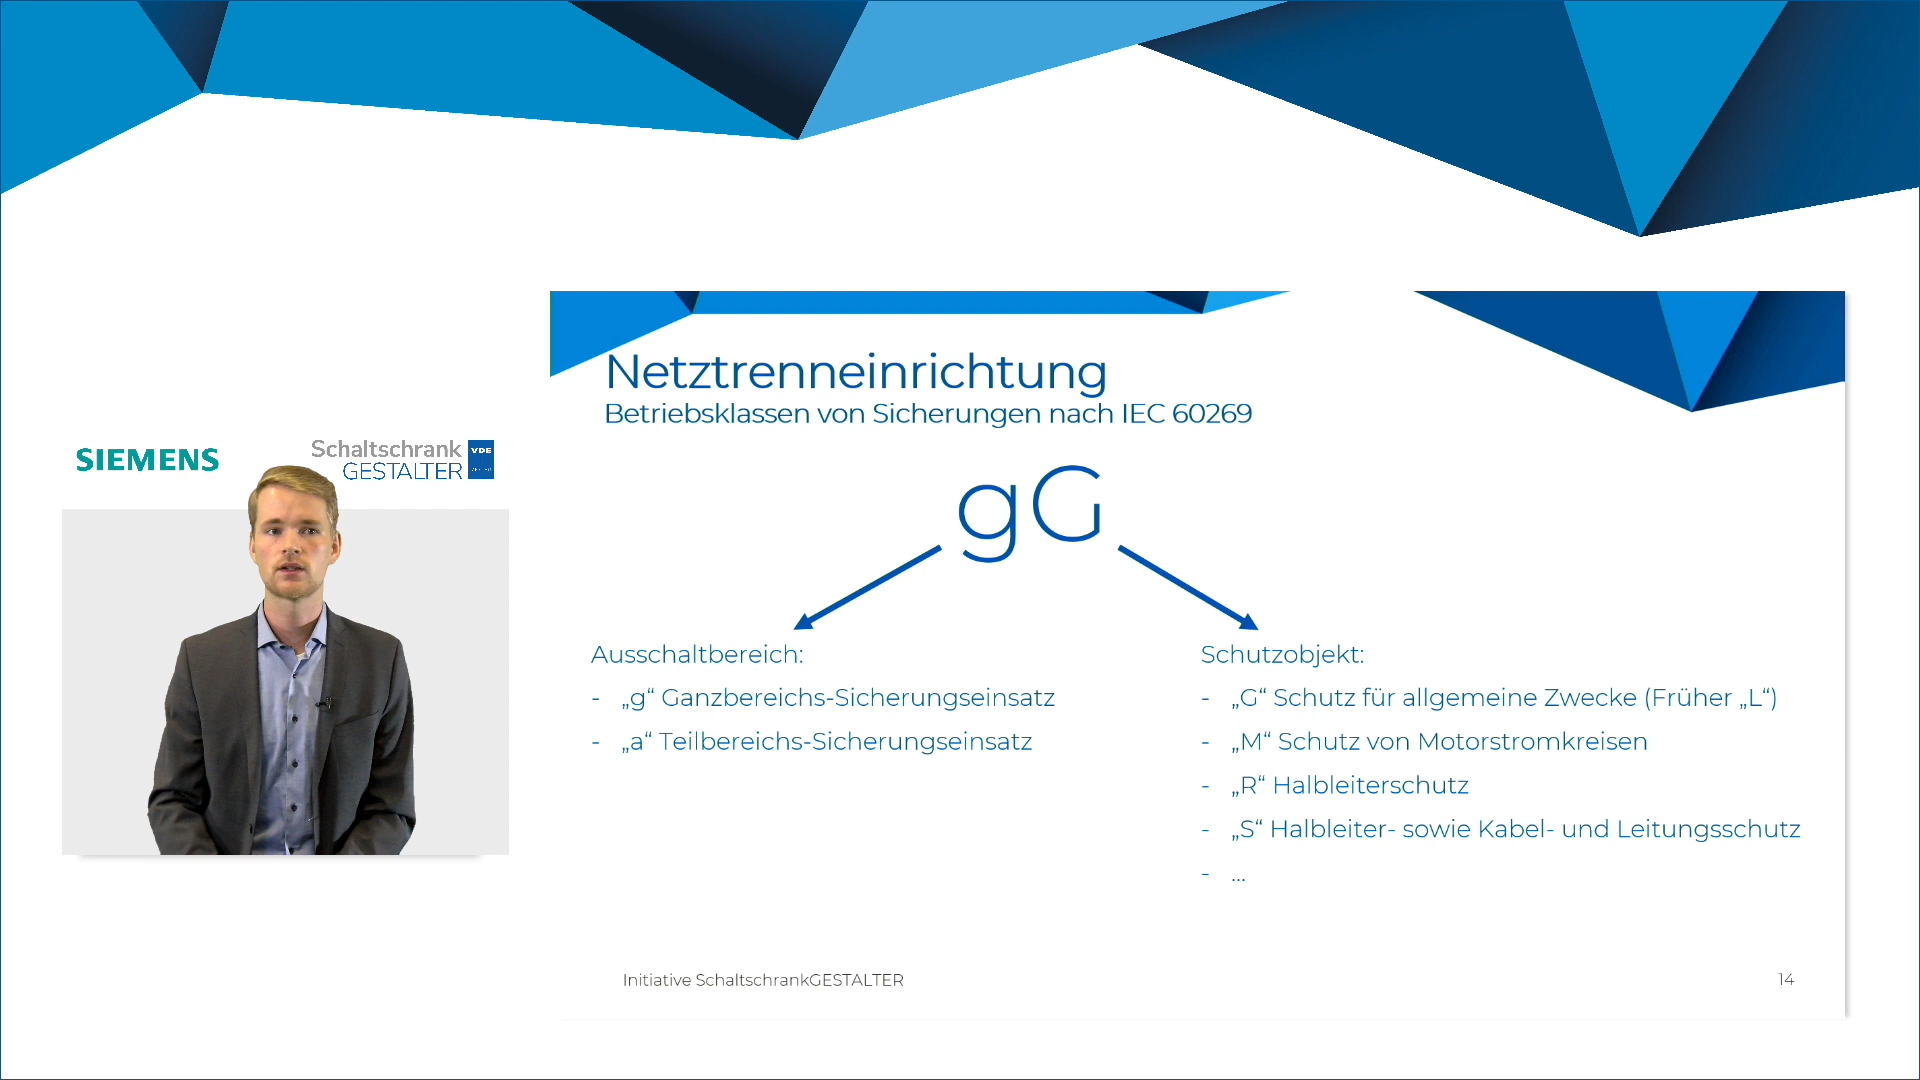 SIEMENS
Schaltschrank
GESTALTER
VDE
Netztrenneinrichtung
Betriebsklassen von Sicherungen nach IEC 60269
gG
Ausschaltbereich:
- „g“ Ganzbereichs-Sicherungseinsatz
- „a“ Teilbereichs-Sicherungseinsatz
Schutzobjekt:
- „G“ Schutz für allgemeine Zwecke (Früher „L“)
- „M“ Schutz von Motorstromkreisen
- „R“ Halbleiterschutz
- „S“ Halbleiter- sowie Kabel- und Leitungsschutz
- ...
Initiative SchaltschrankGESTALTER
14